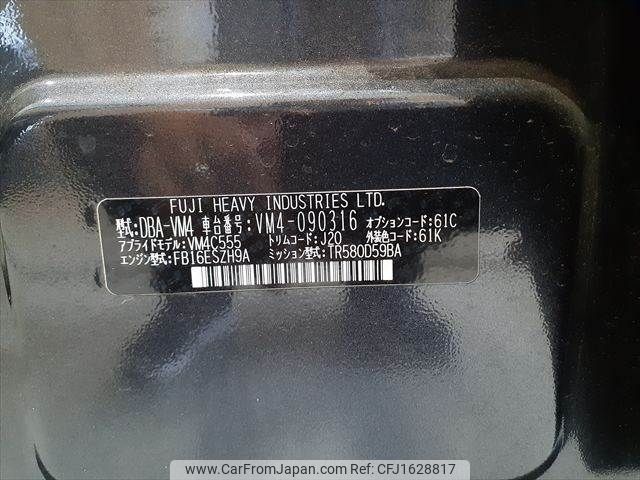 FUJI HEAVY INDUSTRIES LTD.
型式:DBA-VM4 車台番号:VM4-090316 オプションコード:61C
アプライドモデル:VM4C555 トリムコード:J20 外装色コード:61K
エンジン型式:FB16ESZH9A ミッション型式:TR580D59BA
www.CarFromJapan.com | CFJ1628817